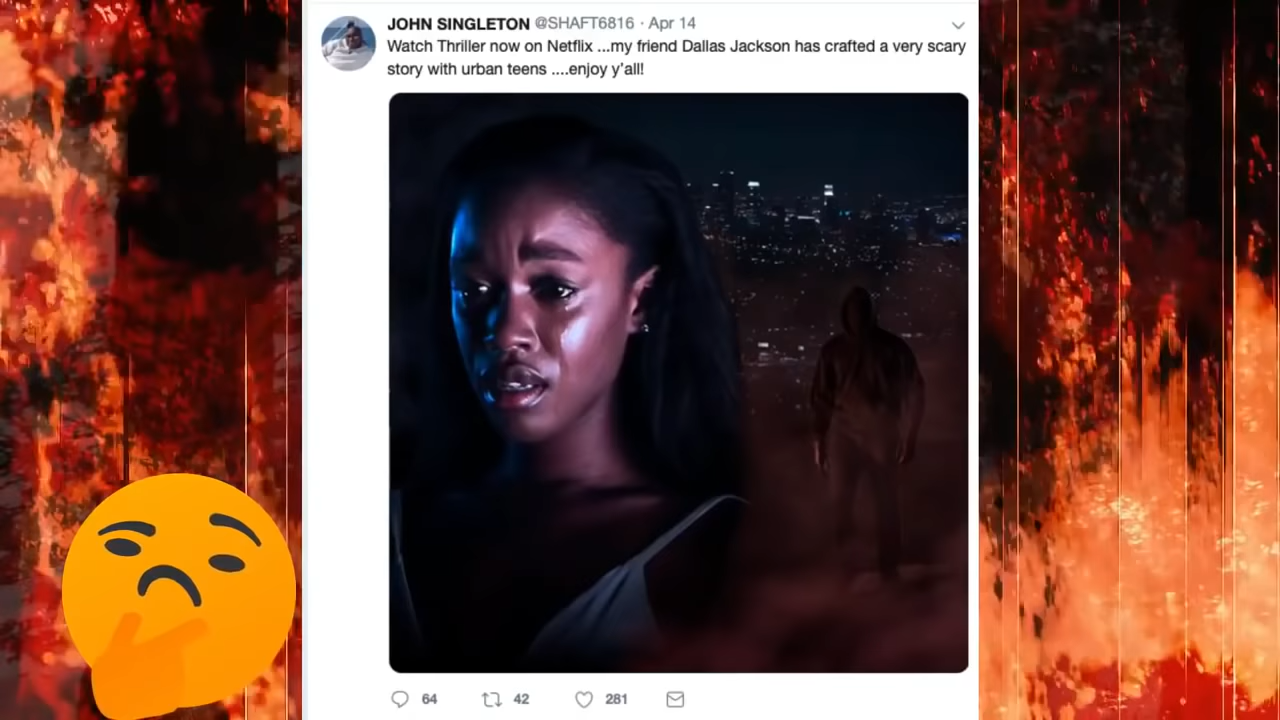 JOHN SINGLETON @SHAFT6816 · Apr 14
Watch Thriller now on Netflix ...my friend Dallas Jackson has crafted a very scary
story with urban teens ....enjoy y'all!
64 42 281